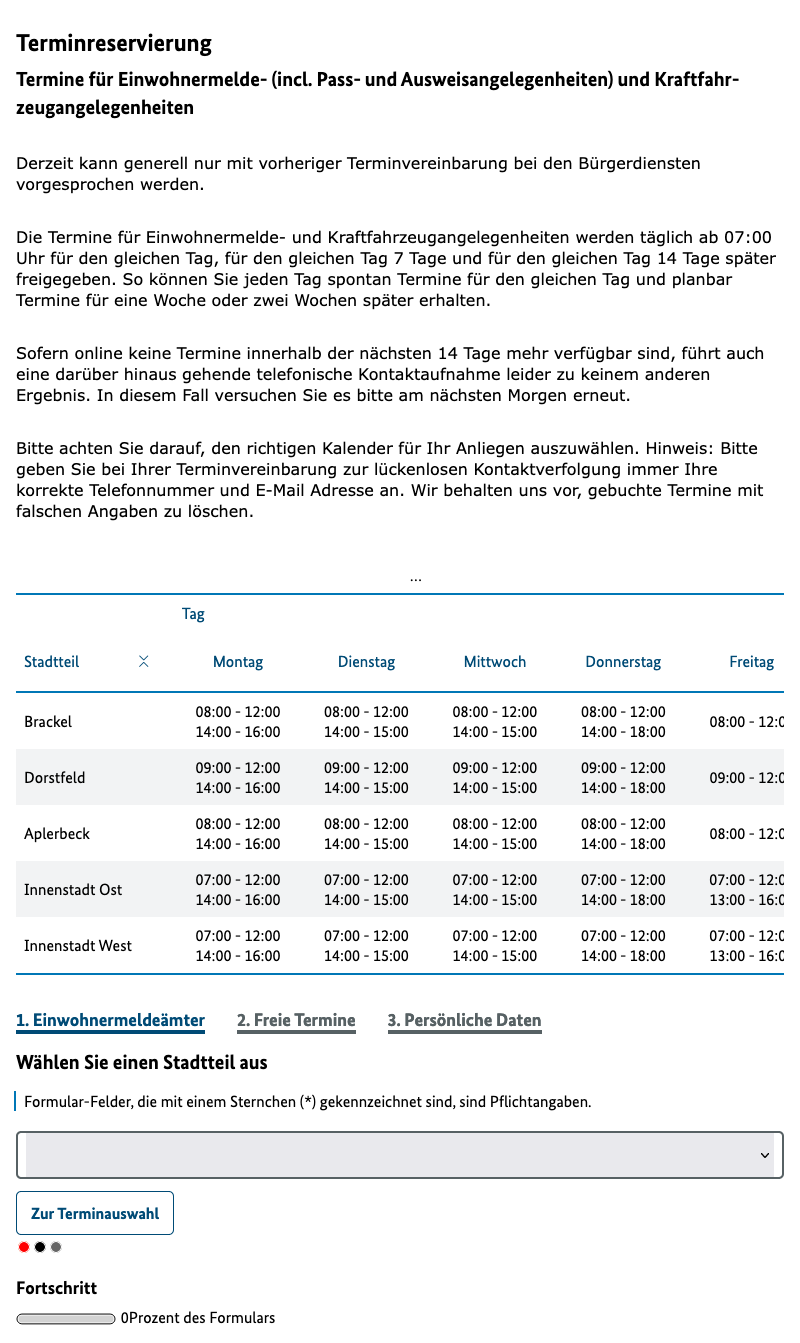 Terminreservierung
Termine für Einwohnermelde- (incl. Pass- und Ausweisangelegenheiten) und Kraftfahr-
zeugangelegenheiten
Derzeit kann generell nur mit vorheriger Terminvereinbarung bei den Bürgerdiensten
vorgesprochen werden.
Die Termine für Einwohnermelde- und Kraftfahrzeugangelegenheiten werden täglich ab 07:00
Uhr für den gleichen Tag, für den gleichen Tag 7 Tage und für den gleichen Tag 14 Tage später
freigegeben. So können Sie jeden Tag spontan Termine für den gleichen Tag und planbar
Termine für eine Woche oder zwei Wochen später erhalten.
Sofern online keine Termine innerhalb der nächsten 14 Tage mehr verfügbar sind, führt auch
eine darüber hinaus gehende telefonische Kontaktaufnahme leider zu keinem anderen
Ergebnis. In diesem Fall versuchen Sie es bitte am nächsten Morgen erneut.
Bitte achten Sie darauf, den richtigen Kalender für Ihr Anliegen auszuwählen. Hinweis: Bitte
geben Sie bei Ihrer Terminvereinbarung zur lückenlosen Kontaktverfolgung immer Ihre
korrekte Telefonnummer und E-Mail Adresse an. Wir behalten uns vor, gebuchte Termine mit
falschen Angaben zu löschen.
...
Tag
Stadtteil Montag Dienstag Mittwoch Donnerstag Freitag
08:00 - 12:00 08:00 - 12:00 08:00 - 12:00 08:00 - 12:00
Brackel 08:00 - 12:0
14:00 - 16:00 14:00 - 15:00 14:00 - 15:00 14:00 - 18:00
09:00 - 12:00 09:00 - 12:00 09:00 - 12:00 09:00 - 12:00
Dorstfeld 09:00 - 12:0
14:00 - 16:00 14:00 - 15:00 14:00 - 15:00 14:00 - 18:00
08:00 - 12:00 08:00 - 12:00 08:00 - 12:00 08:00 - 12:00
Aplerbeck 08:00 - 12:0
14:00 - 16:00 14:00 - 15:00 14:00 - 15:00 14:00 - 18:00
07:00 - 12:00 07:00 - 12:00 07:00 - 12:00 07:00 - 12:00 07:00 - 12:0
Innenstadt Ost
14:00 - 16:00 14:00 - 15:00 14:00 - 15:00 14:00 - 18:00 13:00 - 16:0
07:00 - 12:00 07:00 - 12:00 07:00 - 12:00 07:00 - 12:00 07:00 - 12:0
Innenstadt West
14:00 - 16:00 14:00 - 15:00 14:00 - 15:00 14:00 - 18:00 13:00 - 16:0
1. Einwohnermeldeämter 2. Freie Termine 3. Persönliche Daten
Wählen Sie einen Stadtteil aus
Formular-Felder, die mit einem Sternchen (*) gekennzeichnet sind, sind Pflichtangaben.
Zur Terminauswahl
Fortschritt
0Prozent des Formulars